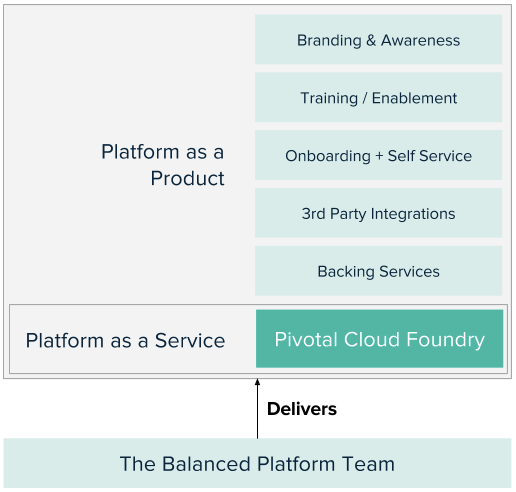 Branding & Awareness
Training / Enablement
Platform as a
Product
Onboarding + Self Service
3rd Party Integrations
Backing Services
Platform as a Service
Pivotal Cloud Foundry
Delivers
The Balanced Platform Team